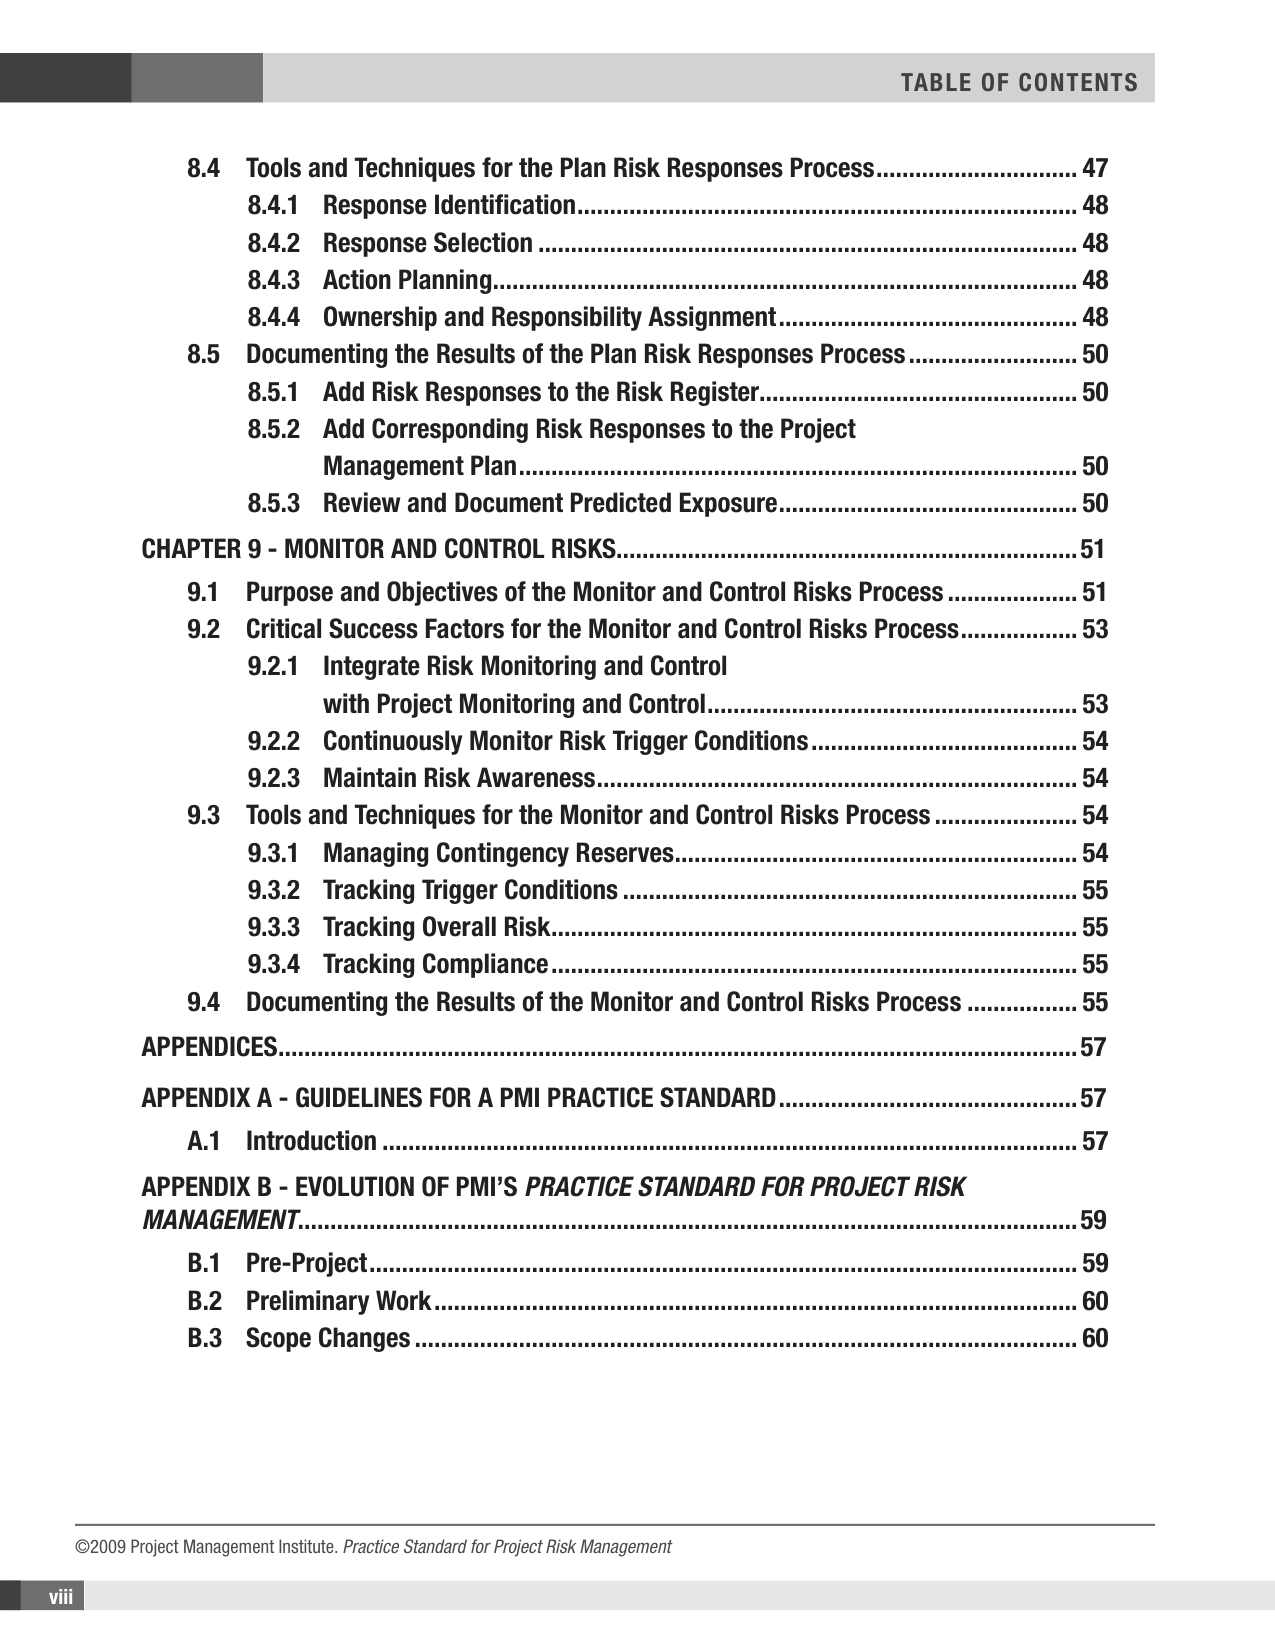 TABLE OF CONTENTS
8.4 Tools and Techniques for the Plan Risk Responses Process............................... 47
8.4.1 Response Identification............................................................................. 48
8.4.2 Response Selection ................................................................................... 48
8.4.3 Action Planning.......................................................................................... 48
8.4.4 Ownership and Responsibility Assignment.............................................. 48
8.5 Documenting the Results of the Plan Risk Responses Process.......................... 50
8.5.1 Add Risk Responses to the Risk Register................................................. 50
8.5.2 Add Corresponding Risk Responses to the Project
Management Plan...................................................................................... 50
8.5.3 Review and Document Predicted Exposure.............................................. 50
CHAPTER 9 - MONITOR AND CONTROL RISKS.......................................................................51
9.1 Purpose and Objectives of the Monitor and Control Risks Process .................... 51
9.2 Critical Success Factors for the Monitor and Control Risks Process.................. 53
9.2.1 Integrate Risk Monitoring and Control
with Project Monitoring and Control......................................................... 53
9.2.2 Continuously Monitor Risk Trigger Conditions......................................... 54
9.2.3 Maintain Risk Awareness.......................................................................... 54
9.3 Tools and Techniques for the Monitor and Control Risks Process ...................... 54
9.3.1 Managing Contingency Reserves.............................................................. 54
9.3.2 Tracking Trigger Conditions ...................................................................... 55
9.3.3 Tracking Overall Risk................................................................................. 55
9.3.4 Tracking Compliance................................................................................. 55
9.4 Documenting the Results of the Monitor and Control Risks Process ................. 55
APPENDICES...........................................................................................................................57
APPENDIX A - GUIDELINES FOR A PMI PRACTICE STANDARD..............................................57
A.1 Introduction ........................................................................................................... 57
APPENDIX B - EVOLUTION OF PMI’S PRACTICE STANDARD FOR PROJECT RISK
MANAGEMENT........................................................................................................................59
B.1 Pre-Project............................................................................................................. 59
B.2 Preliminary Work................................................................................................... 60
B.3 Scope Changes ...................................................................................................... 60
©2009 Project Management Institute. Practice Standard for Project Risk Management
viii